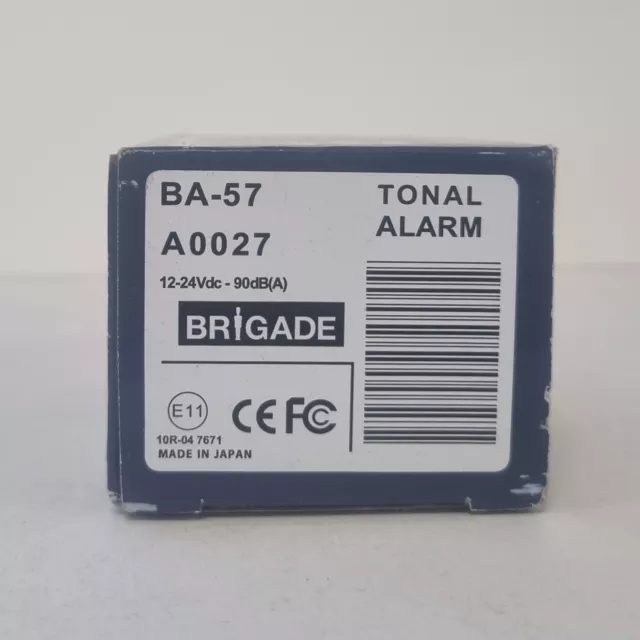 BA-57
A0027
12-24Vdc - 90dB(A)
BRIGADE
TONAL
ALARM
E11
CE FC
10R-04 7671
MADE IN JAPAN